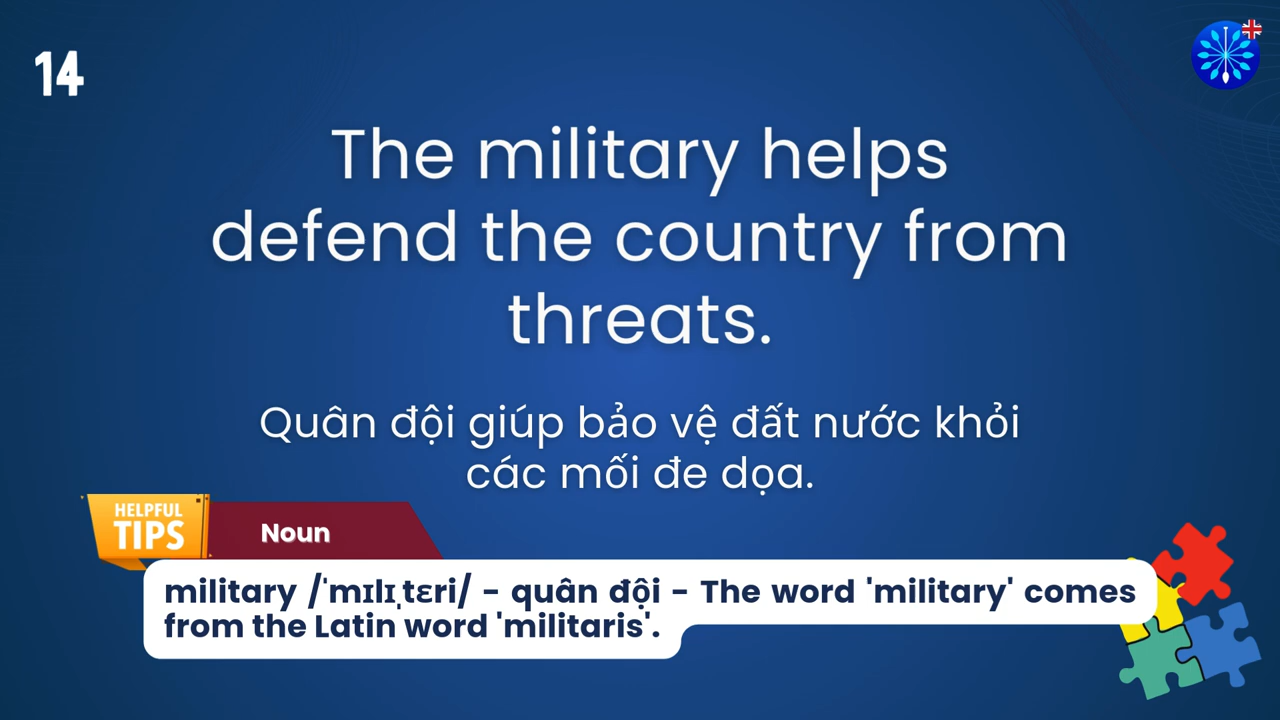 14
The military helps
defend the country from
threats.
Quân đội giúp bảo vệ đất nước khỏi
các mối đe dọa.
HELPFUL
TIPS
Noun
military /ˈmɪlɪˌtɛri/ - quân đội - The word 'military' comes
from the Latin word 'militaris'.